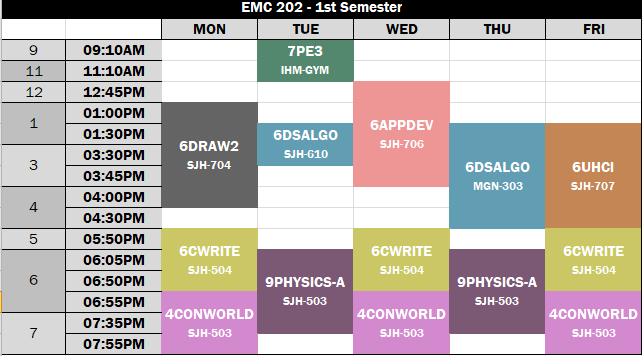 EMC 202 - 1st Semester
MON TUE WED THU FRI
9 09:10AM
7PE3
IHM-GYM
11 11:10AM
12 12:45PM
1 01:00PM
01:30PM
6DRAW2
SJH-704
6DSALGO
SJH-610
6APPDEV
SJH-706
3 03:30PM
03:45PM
6DSALGO
MGN-303
6UHCI
SJH-707
4 04:00PM
04:30PM
5 05:50PM
6CWRITE
SJH-504
6CWRITE
SJH-504
6CWRITE
SJH-504
6 06:05PM
06:50PM
06:55PM
9PHYSICS-A
SJH-503
9PHYSICS-A
SJH-503
4CONWORLD
SJH-503
4CONWORLD
SJH-503
4CONWORLD
SJH-503
7 07:35PM
07:55PM